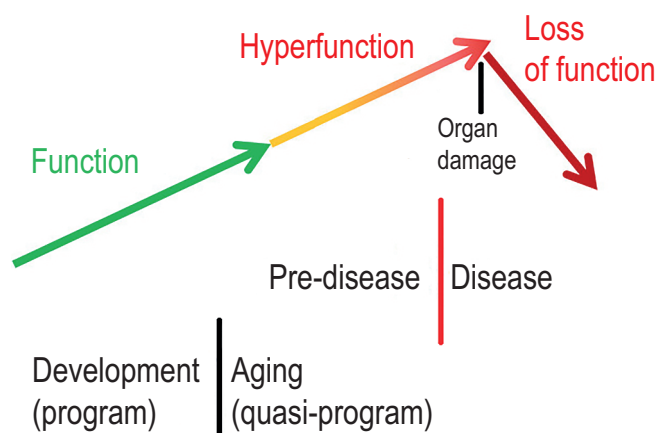 Hyperfunction
Loss
of function
Organ
damage
Function
Pre-disease
Disease
Development
(program)
Aging
(quasi-program)